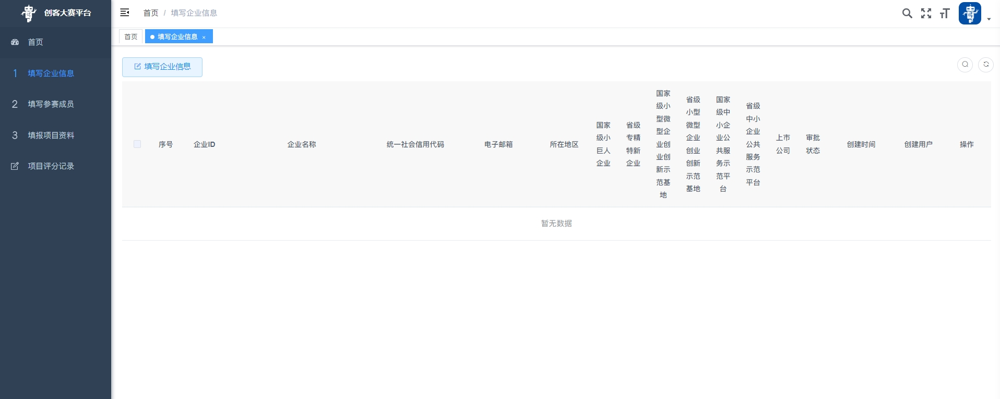 创客大赛平台
首页 / 填写企业信息
首页
填写企业信息 ×
首页
1 填写企业信息
2 填写参赛成员
3 填报项目资料
项目评分记录
填写企业信息
序号
企业ID
企业名称
统一社会信用代码
电子邮箱
所在地区
国家
级小
巨人
企业
省级
专精
特新
企业
国家
级小
型微
型企
业创
业创
新示
范基
地
省级
小型
微型
企业
创业
创新
示范
基地
国家
级中
小企
业公
共服
务示
范平
台
省级
中小
企业
公共
服务
示范
平台
上市
公司
审批
状态
创建时间
创建用户
操作
暂无数据